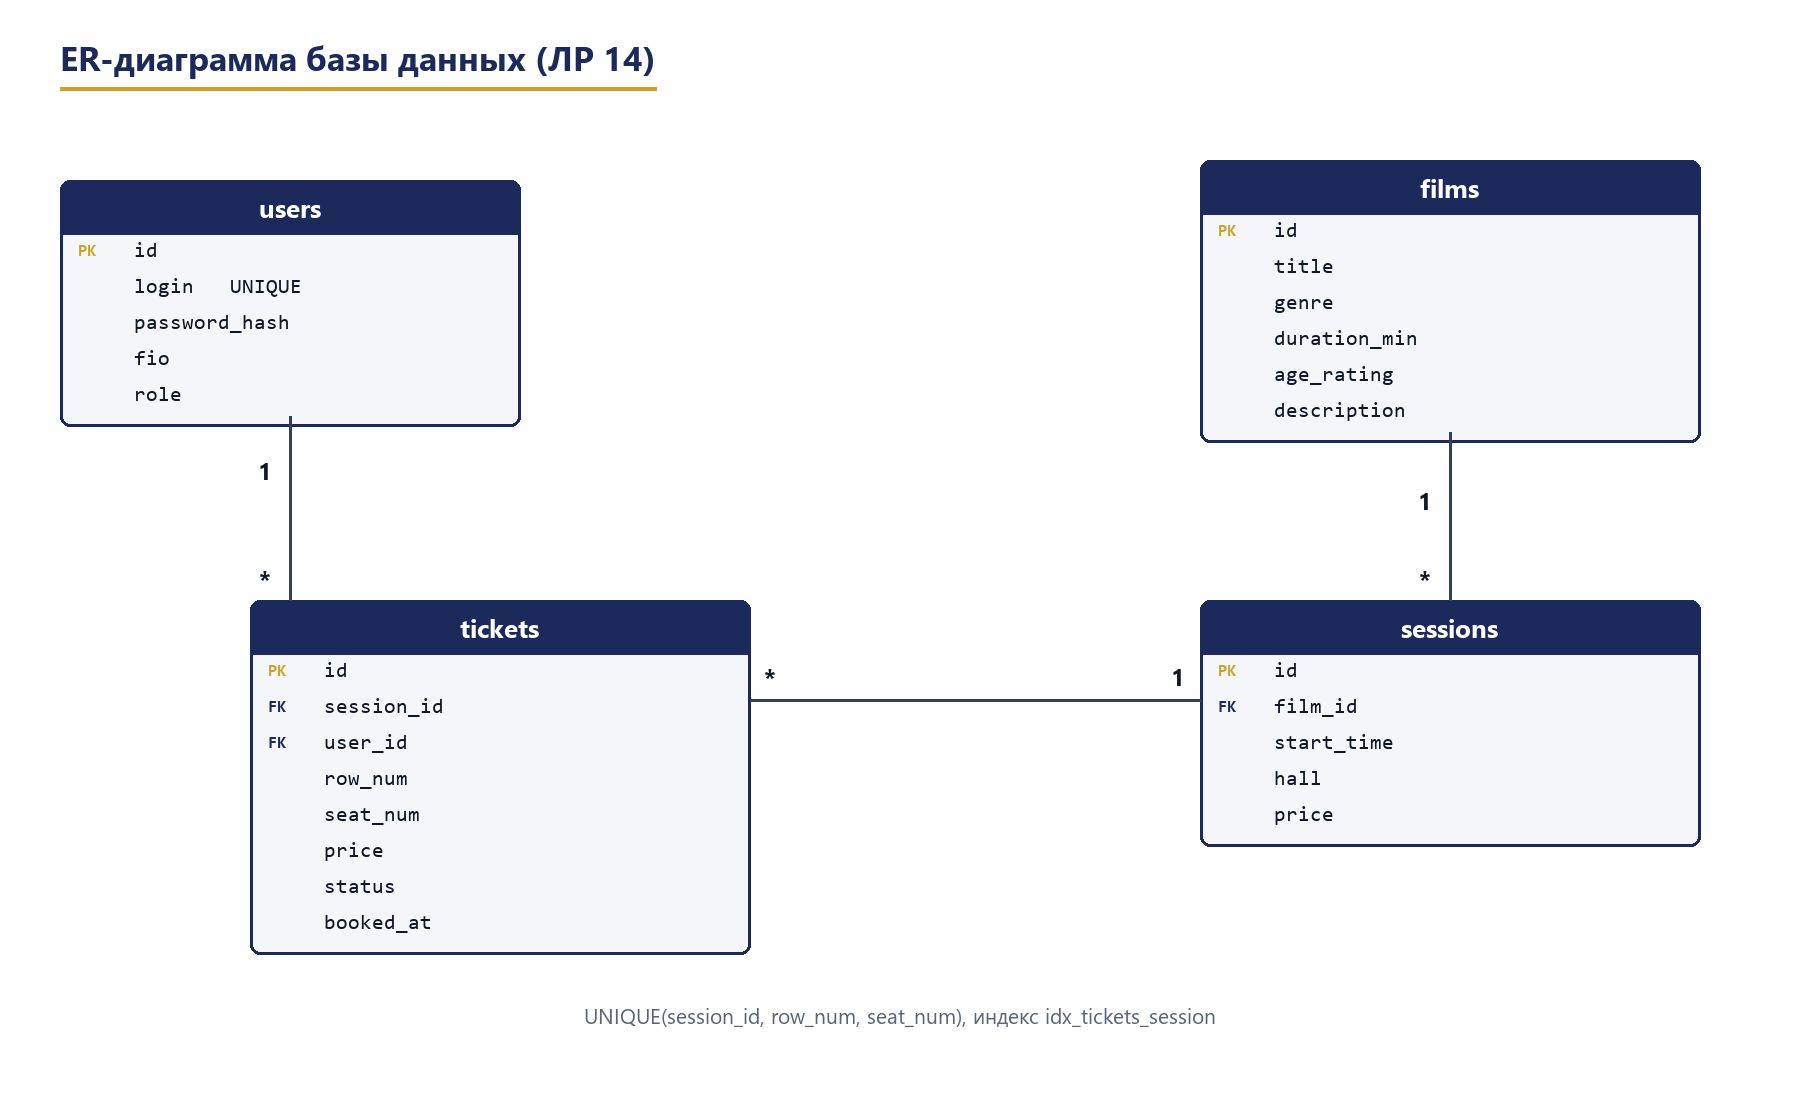 ER-диаграмма базы данных (ЛР 14)
users
PK id
login UNIQUE
password_hash
fio
role
films
PK id
title
genre
duration_min
age_rating
description
1
*
1
*
tickets
PK id
FK session_id
FK user_id
row_num
seat_num
price
status
booked_at
* 1
sessions
PK id
FK film_id
start_time
hall
price
UNIQUE(session_id, row_num, seat_num), индекс idx_tickets_session